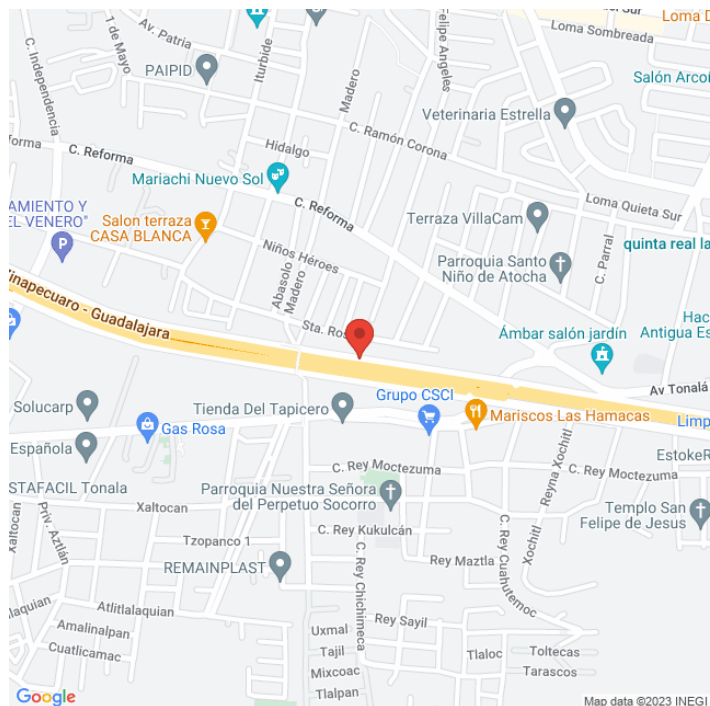 Loma D
Loma Sombreada
Felipe Angeles
Av. Patria
1 de Mayo
Iturbide
PAIPID
C. Independencia
Madero
Salón Arcoi
Veterinaria Estrella
C. Ramón Corona
Hidalgo
forma
C. Reforma
Mariachi Nuevo Sol
C. Reforma
Loma Quieta Sur
AMIENTO Y
EL VENERO"
Salon terraza
CASA BLANCA
Terraza VillaCam
Niños Héroes
Parroquia Santo
Niño de Atocha
C. Parral
quinta real la
Abasolo
Madero
inapecuaro - Guadalajara
Sta. Ros
Ámbar salón jardín
Hac
Antigua Es
Av Tonalá
Grupo CSCI
Solucarp
Tienda Del Tapicero
Mariscos Las Hamacas
Limp
Gas Rosa
Española
Reyna Xochitl
EstokeR
C. Rey Moctezuma
C. Rey Moctezuma
STAFACIL Tonala
Xaltocan
Parroquia Nuestra Señora
del Perpetuo Socorro
Templo San
Felipe de Jesus
Xaltocan
Priv. Aztlán
C. Rey Kukulcán
Tzopanco 1
Xochitl
Rey Maztla
REMAINPLAST
C. Rey Chichimeca
C. Rey Cuahutemoc
alaquian
Atlitlalaquian
Amalinalpan
Cuatlicamac
Uxmal
Rey Sayil
Tajil
Mixcoac
Tlalpan
Tlaloc
Toltecas
Tarascos
Google
Map data ©2023 INEGI